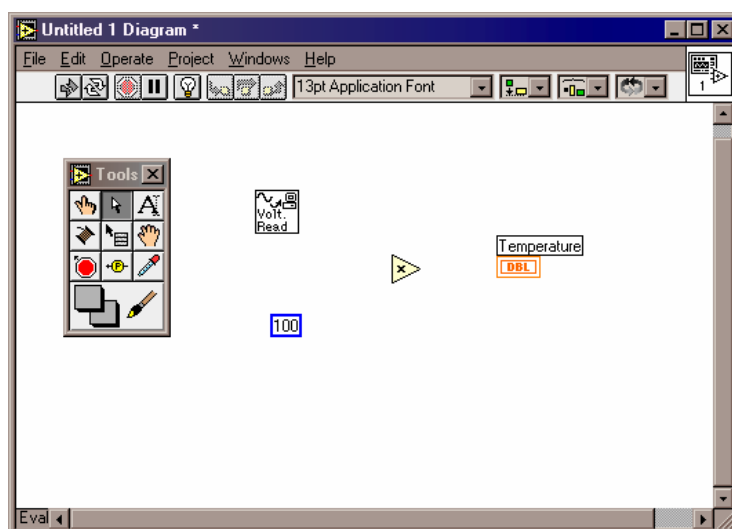 Untitled 1 Diagram *
File Edit Operate Project Windows Help
13pt Application Font
1
Tools
A
P
Volt.
Read
x
Temperature
DBL
100
Eval